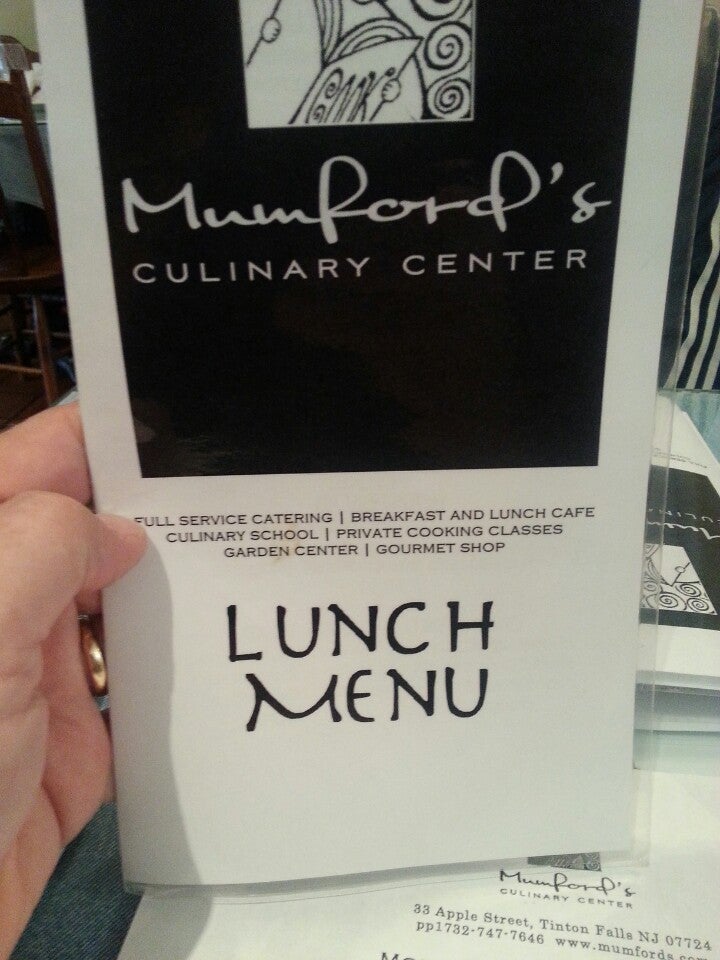 Mumford's
CULINARY CENTER
FULL SERVICE CATERING | BREAKFAST AND LUNCH CAFE
CULINARY SCHOOL | PRIVATE COOKING CLASSES
GARDEN CENTER | GOURMET SHOP
LUNCH
MENU
Mumford's
CULINARY CENTER
33 Apple Street, Tinton Falls NJ 07724
pp1732-747-7646 www.mumfords.com